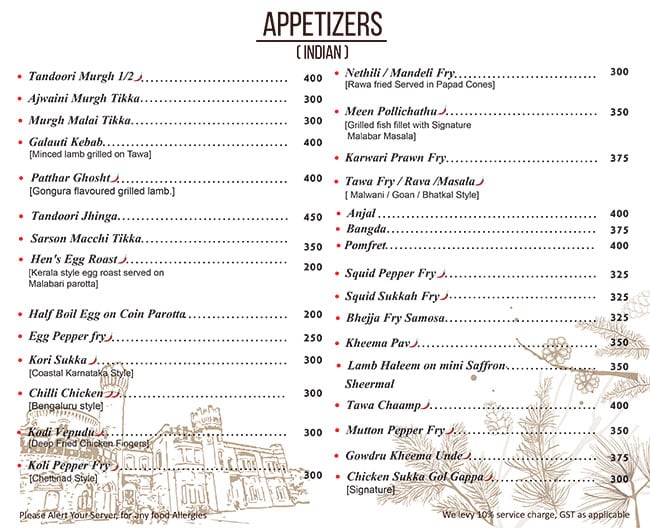 APPETIZERS
( INDIAN )
Tandoori Murgh 1/2 400
Ajwaini Murgh Tikka 300
Murgh Malai Tikka 300
Galauti Kebab 400
[Minced lamb grilled on Tawa]
Patthar Ghosht 400
[Gongura flavoured grilled lamb.]
Tandoori Jhinga 450
Sarson Macchi Tikka 350
Hen's Egg Roast 200
[Kerala style egg roast served on
Malabari parotta]
Half Boil Egg on Coin Parotta 200
Egg Pepper fry 250
Kori Sukka 300
[Coastal Karnataka Style]
Chilli Chicken 300
[Bengaluru style]
Kodi Vepudu 300
(Deep Fried Chicken Fingers]
Koli Pepper Fry 300
[Chettinad Style]
Please Alert Your Server, for any food Allergies
Nethili / Mandeli Fry 300
[Rawa fried Served in Papad Cones]
Meen Pollichathu 350
[Grilled fish fillet with Signature
Malabar Masala]
Karwari Prawn Fry 375
Tawa Fry / Rava /Masala
[ Malwani / Goan / Bhatkal Style]
Anjal 400
Bangda 375
Pomfret 400
Squid Pepper Fry 325
Squid Sukkah Fry 325
Bhejja Fry Samosa 325
Kheema Pav 350
Lamb Haleem on mini Saffron 350
Sheermal
Tawa Chaamp 400
Mutton Pepper Fry 350
Gowdru Kheema Unde 375
Chicken Sukka Gol Gappa 300
[Signature]
We levy 10% service charge, GST as applicable